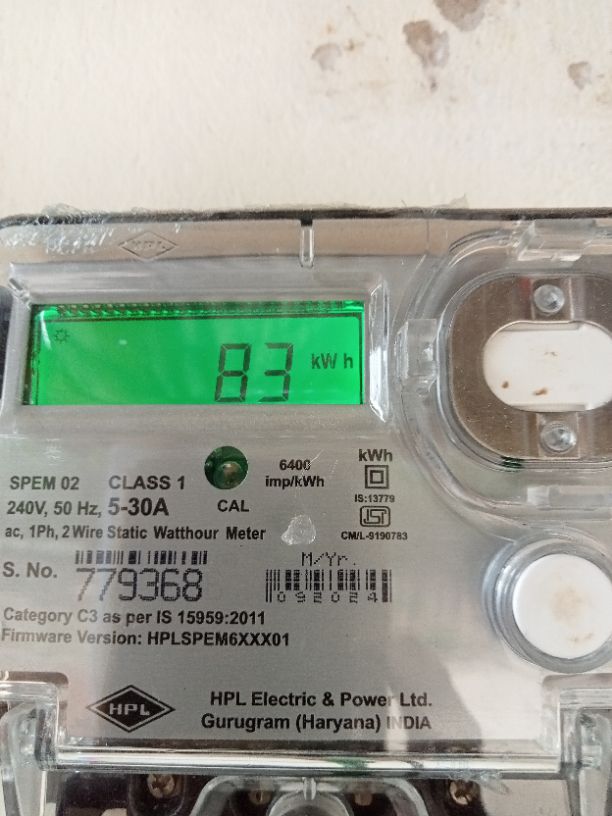 HPL
83 kWh
6400 imp/kWh
kWh
SPEM 02 CLASS 1
IS:13779
240V, 50 Hz, 5-30A
CAL
ISI
ac, 1Ph, 2 Wire Static Watthour Meter
CM/L-9190783
M/Yr.
S. No. 779368
092024
Category C3 as per IS 15959:2011
Firmware Version: HPLSPEM6XXX01
HPL
HPL Electric & Power Ltd.
Gurugram (Haryana) INDIA